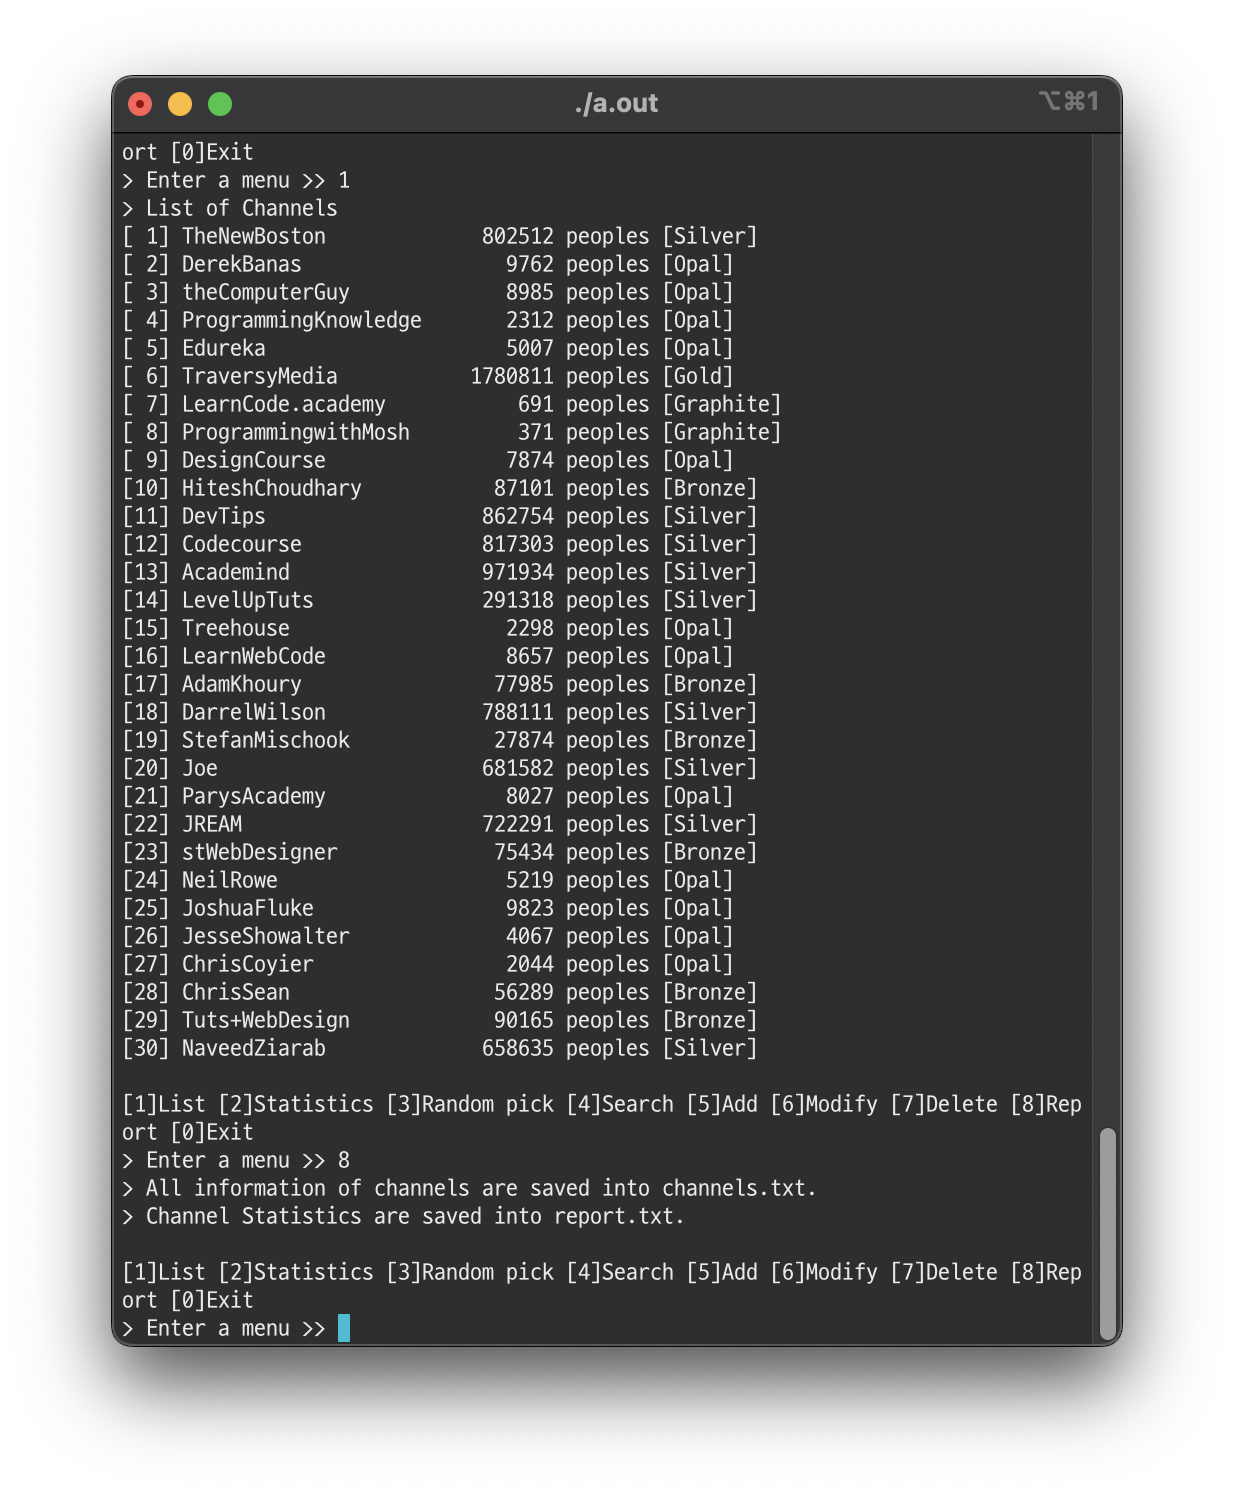 ./a.out
⌥⌘1
ort [0]Exit
> Enter a menu >> 1
> List of Channels
[ 1] TheNewBoston             802512 peoples [Silver]
[ 2] DerekBanas                 9762 peoples [Opal]
[ 3] theComputerGuy             8985 peoples [Opal]
[ 4] ProgrammingKnowledge       2312 peoples [Opal]
[ 5] Edureka                    5007 peoples [Opal]
[ 6] TraversyMedia           1780811 peoples [Gold]
[ 7] LearnCode.academy           691 peoples [Graphite]
[ 8] ProgrammingwithMosh         371 peoples [Graphite]
[ 9] DesignCourse               7874 peoples [Opal]
[10] HiteshChoudhary           87101 peoples [Bronze]
[11] DevTips                  862754 peoples [Silver]
[12] Codecourse               817303 peoples [Silver]
[13] Academind                971934 peoples [Silver]
[14] LevelUpTuts              291318 peoples [Silver]
[15] Treehouse                  2298 peoples [Opal]
[16] LearnWebCode               8657 peoples [Opal]
[17] AdamKhoury                77985 peoples [Bronze]
[18] DarrelWilson             788111 peoples [Silver]
[19] StefanMischook            27874 peoples [Bronze]
[20] Joe                      681582 peoples [Silver]
[21] ParysAcademy               8027 peoples [Opal]
[22] JREAM                    722291 peoples [Silver]
[23] stWebDesigner             75434 peoples [Bronze]
[24] NeilRowe                   5219 peoples [Opal]
[25] JoshuaFluke                9823 peoples [Opal]
[26] JesseShowalter             4067 peoples [Opal]
[27] ChrisCoyier                2044 peoples [Opal]
[28] ChrisSean                 56289 peoples [Bronze]
[29] Tuts+WebDesign            90165 peoples [Bronze]
[30] NaveedZiarab             658635 peoples [Silver]
[1]List [2]Statistics [3]Random pick [4]Search [5]Add [6]Modify [7]Delete [8]Rep
ort [0]Exit
> Enter a menu >> 8
> All information of channels are saved into channels.txt.
> Channel Statistics are saved into report.txt.
[1]List [2]Statistics [3]Random pick [4]Search [5]Add [6]Modify [7]Delete [8]Rep
ort [0]Exit
> Enter a menu >>